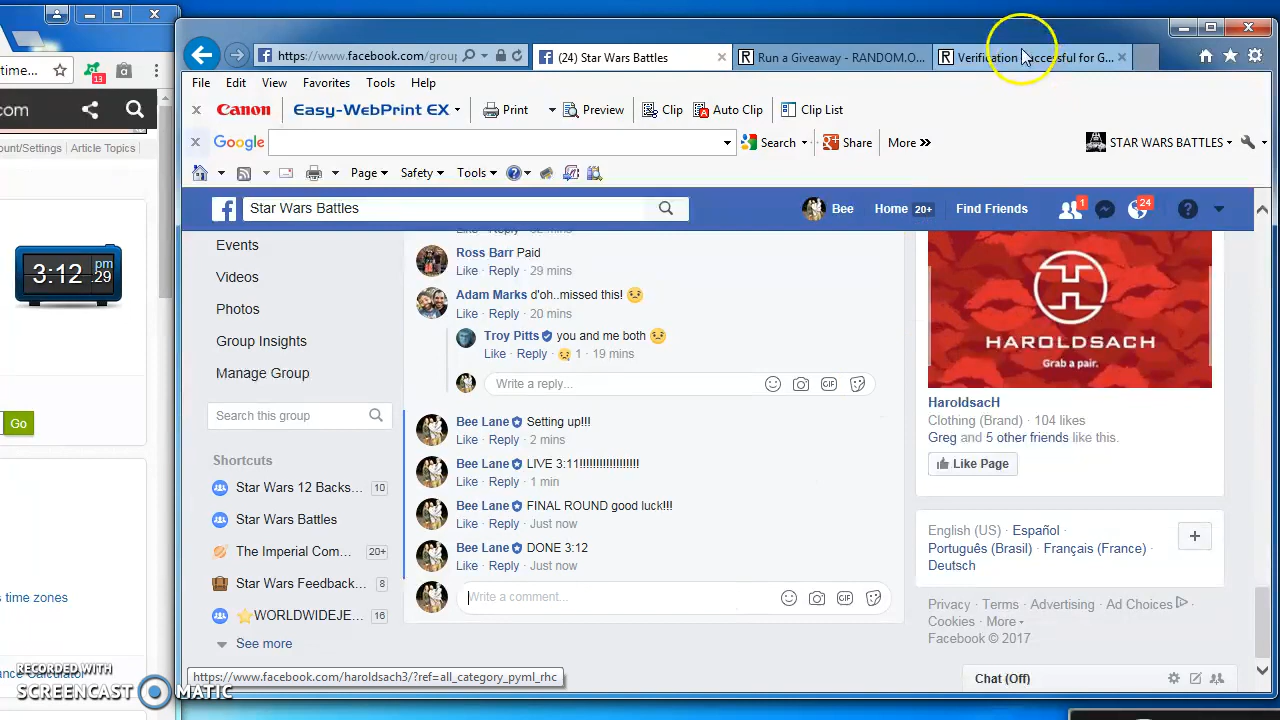 https://www.facebook.com/group
(24) Star Wars Battles
Run a Giveaway - RANDOM.O...
Verification Successful for G...
time...
13
File Edit View Favorites Tools Help
.com
Canon Easy-WebPrint EX Print Preview Clip Auto Clip Clip List
Google Search Share More » STAR WARS BATTLES
ount/Settings Article Topics
Page Safety Tools
Star Wars Battles
Bee Home 20+ Find Friends 1 24
Events
Videos
Photos
Group Insights
Manage Group
Search this group
Shortcuts
Star Wars 12 Backs... 10
Star Wars Battles
The Imperial Com... 20+
Star Wars Feedback... 8
WORLDWIDEJE... 16
See more
3:12 pm .29
Go
s time zones
ance Calculator
Ross Barr Paid
Like · Reply · 29 mins
Adam Marks d'oh..missed this!
Like · Reply · 20 mins
Troy Pitts you and me both
Like · Reply · 1 · 19 mins
Write a reply...
Bee Lane Setting up!!!
Like · Reply · 2 mins
Bee Lane LIVE 3:11!!!!!!!!!!!!!!!!!!
Like · Reply · 1 min
Bee Lane FINAL ROUND good luck!!!
Like · Reply · Just now
Bee Lane DONE 3:12
Like · Reply · Just now
Write a comment...
HAROLDSACH
Grab a pair.
HaroldsacH
Clothing (Brand) · 104 likes
Greg and 5 other friends like this.
Like Page
English (US) · Español ·
Português (Brasil) · Français (France) ·
Deutsch
Privacy · Terms · Advertising · Ad Choices ·
Cookies · More
Facebook © 2017
Chat (Off)
https://www.facebook.com/haroldsach3/?ref=all_category_pyml_rhc
RECORDED WITH
SCREENCAST MATIC